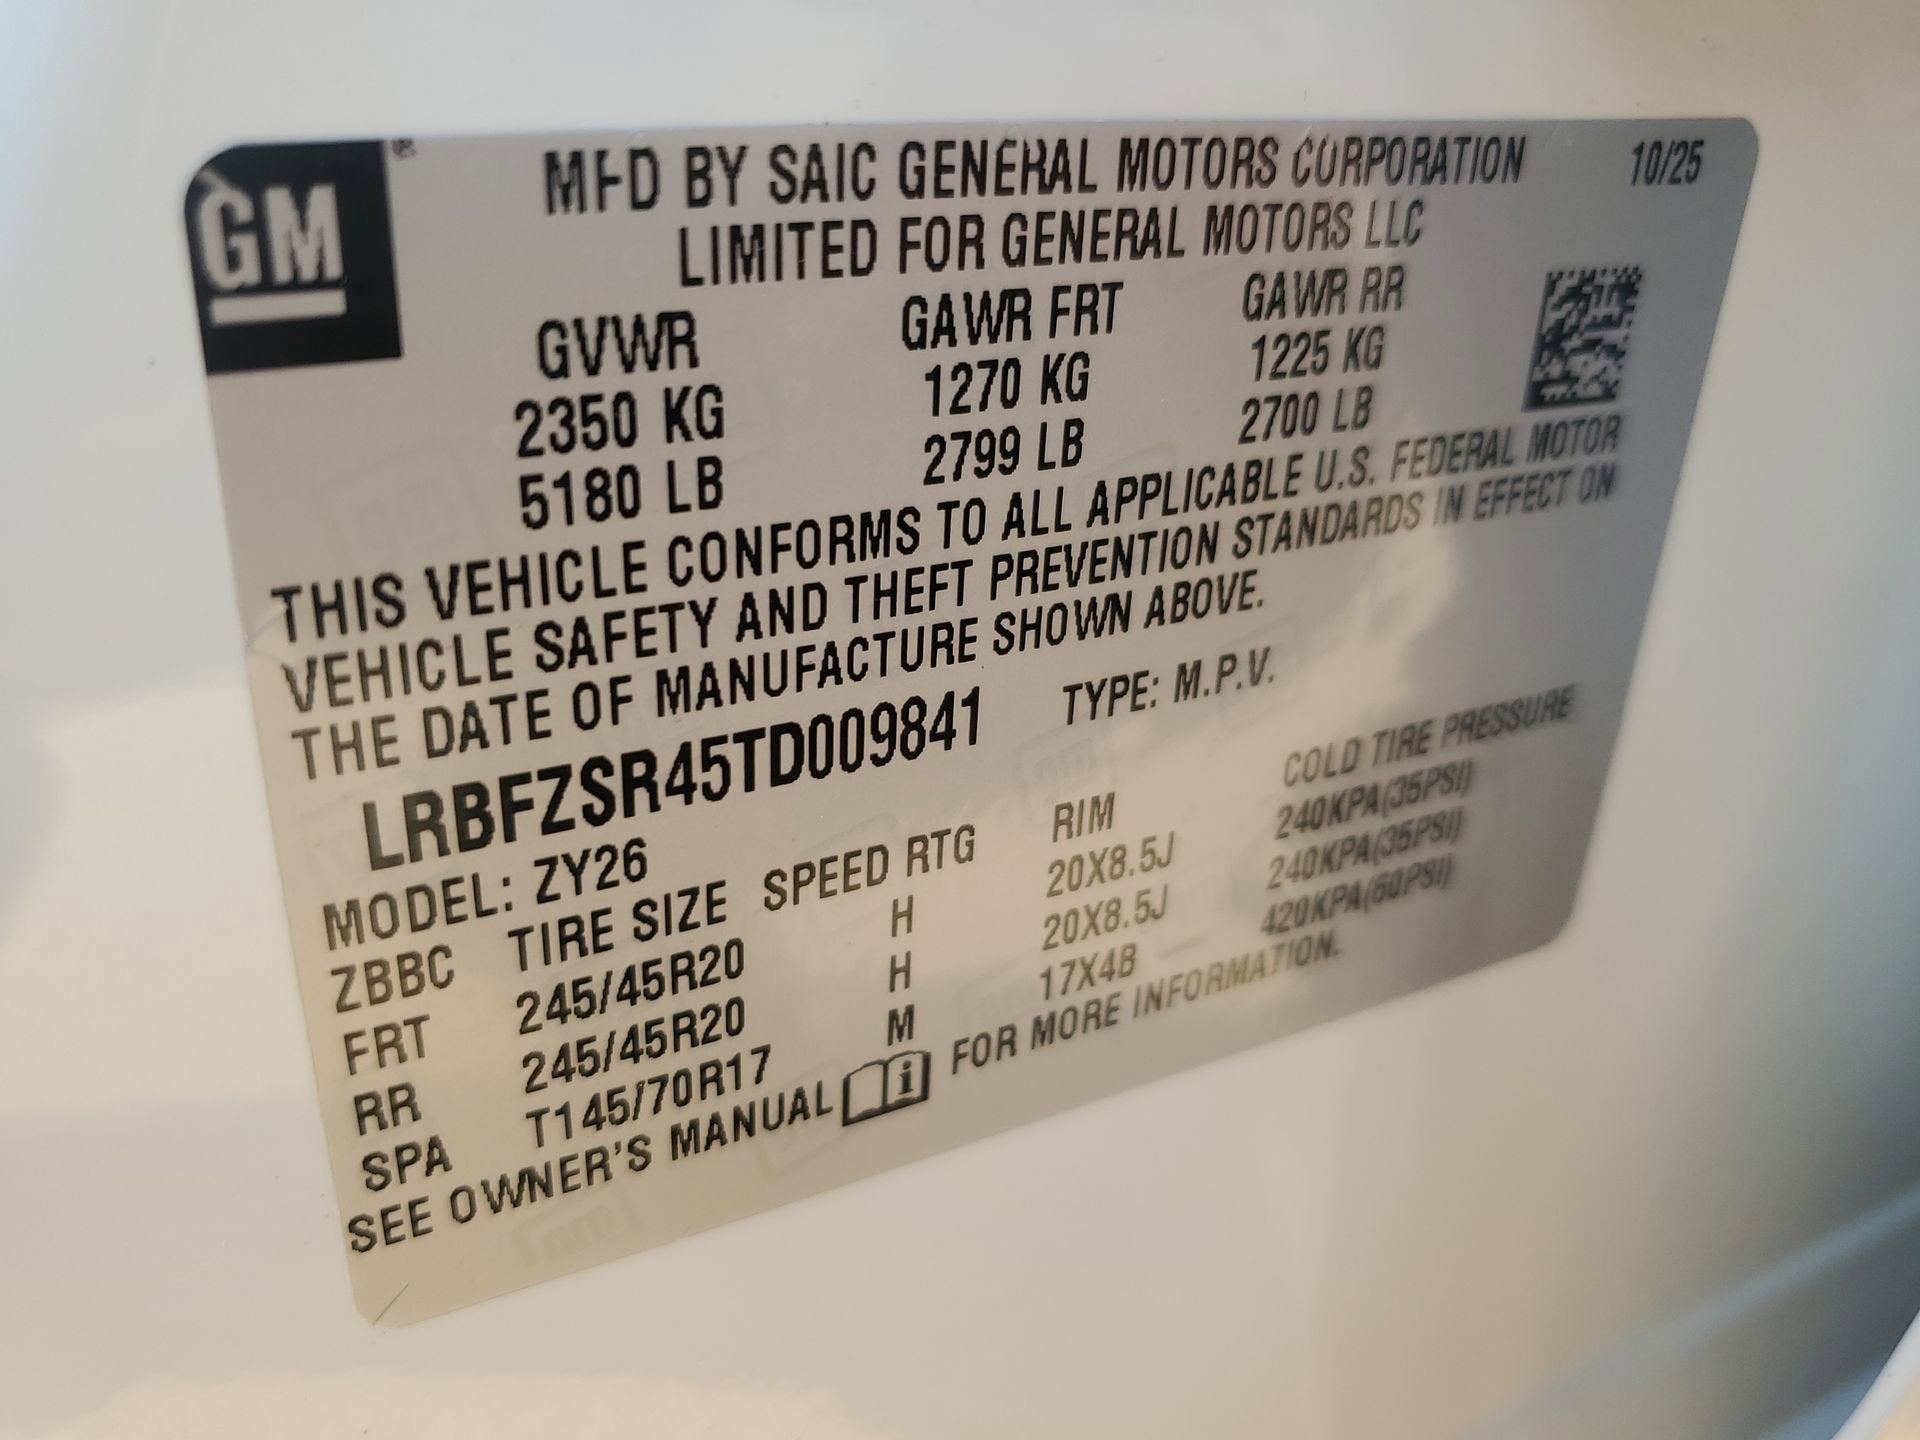 GM ®
MFD BY SAIC GENERAL MOTORS CORPORATION 10/25
LIMITED FOR GENERAL MOTORS LLC
GVWR GAWR FRT GAWR RR
2350 KG 1270 KG 1225 KG
5180 LB 2799 LB 2700 LB
THIS VEHICLE CONFORMS TO ALL APPLICABLE U.S. FEDERAL MOTOR
VEHICLE SAFETY AND THEFT PREVENTION STANDARDS IN EFFECT ON
THE DATE OF MANUFACTURE SHOWN ABOVE.
LRBFZSR45TD009841 TYPE: M.P.V.
MODEL: ZY26
ZBBC TIRE SIZE SPEED RTG RIM COLD TIRE PRESSURE
FRT 245/45R20 H 20X8.5J 240KPA(35PSI)
RR 245/45R20 H 20X8.5J 240KPA(35PSI)
SPA T145/70R17 M 17X4B 420KPA(60PSI)
SEE OWNER'S MANUAL i FOR MORE INFORMATION.